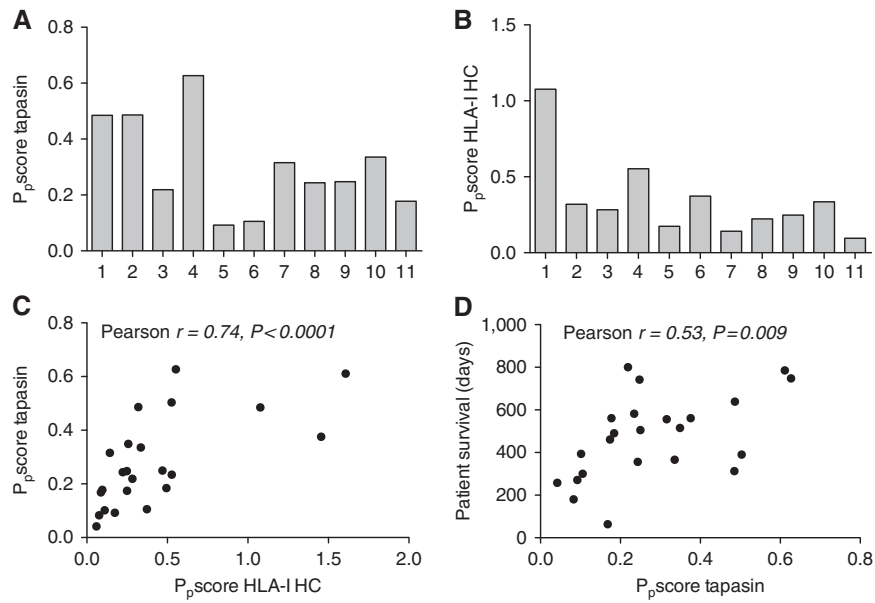 A
P_pscore tapasin
0.8
0.6
0.4
0.2
0.0
1 2 3 4 5 6 7 8 9 10 11
B
P_pscore HLA-I HC
1.5
1.0
0.5
0.0
1 2 3 4 5 6 7 8 9 10 11
C
Pearson r = 0.74, P<0.0001
P_pscore tapasin
0.8
0.6
0.4
0.2
0.0
0.0 0.5 1.0 1.5 2.0
P_pscore HLA-I HC
D
Pearson r = 0.53, P=0.009
Patient survival (days)
1,000
800
600
400
200
0
0.0 0.2 0.4 0.6 0.8
P_pscore tapasin